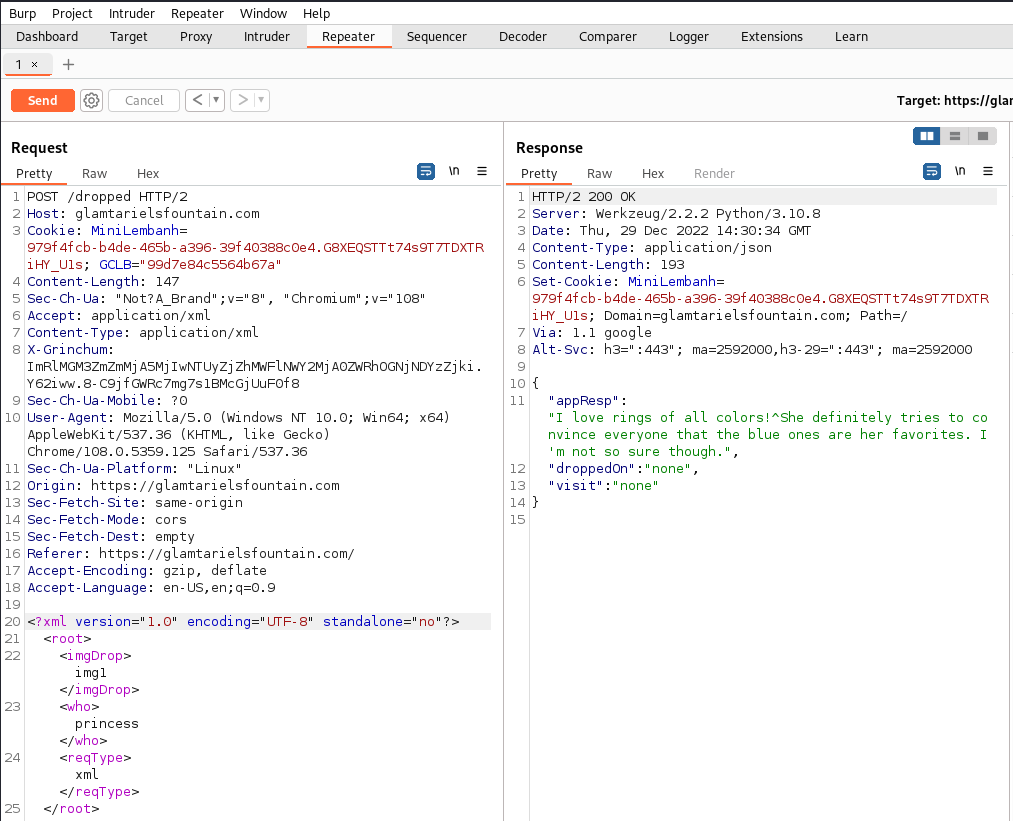 Burp Project Intruder Repeater Window Help
Dashboard Target Proxy Intruder Repeater Sequencer Decoder Comparer Logger Extensions Learn
1 × +
Send Cancel < ▾ > ▾ Target: https://glam
Request
Pretty Raw Hex \n ≡
1 POST /dropped HTTP/2
2 Host: glamtarielsfountain.com
3 Cookie: MiniLembanh=
979f4fcb-b4de-465b-a396-39f40388c0e4.G8XEQSTTt74s9T7TDXTR
iHY_U1s; GCLB="99d7e84c5564b67a"
4 Content-Length: 147
5 Sec-Ch-Ua: "Not?A_Brand";v="8", "Chromium";v="108"
6 Accept: application/xml
7 Content-Type: application/xml
8 X-Grinchum:
ImRlMGM3ZmZmMjA5MjIwNTUyZjZhMWFlNWY2MjA0ZWRhOGNjNDYzZjki.
Y62iww.8-C9jfGWRc7mg7s1BMcGjUuF0f8
9 Sec-Ch-Ua-Mobile: ?0
10 User-Agent: Mozilla/5.0 (Windows NT 10.0; Win64; x64)
AppleWebKit/537.36 (KHTML, like Gecko)
Chrome/108.0.5359.125 Safari/537.36
11 Sec-Ch-Ua-Platform: "Linux"
12 Origin: https://glamtarielsfountain.com
13 Sec-Fetch-Site: same-origin
14 Sec-Fetch-Mode: cors
15 Sec-Fetch-Dest: empty
16 Referer: https://glamtarielsfountain.com/
17 Accept-Encoding: gzip, deflate
18 Accept-Language: en-US,en;q=0.9
19
20 <?xml version="1.0" encoding="UTF-8" standalone="no"?>
21 <root>
22 <imgDrop>
img1
</imgDrop>
23 <who>
princess
</who>
24 <reqType>
xml
</reqType>
25 </root>
Response
Pretty Raw Hex Render \n ≡
1 HTTP/2 200 OK
2 Server: Werkzeug/2.2.2 Python/3.10.8
3 Date: Thu, 29 Dec 2022 14:30:34 GMT
4 Content-Type: application/json
5 Content-Length: 193
6 Set-Cookie: MiniLembanh=
979f4fcb-b4de-465b-a396-39f40388c0e4.G8XEQSTTt74s9T7TDXTR
iHY_U1s; Domain=glamtarielsfountain.com; Path=/
7 Via: 1.1 google
8 Alt-Svc: h3=":443"; ma=2592000,h3-29=":443"; ma=2592000
9
10 {
11 "appResp":
"I love rings of all colors!^She definitely tries to co
nvince everyone that the blue ones are her favorites. I
'm not so sure though.",
12 "droppedOn":"none",
13 "visit":"none"
14 }
15